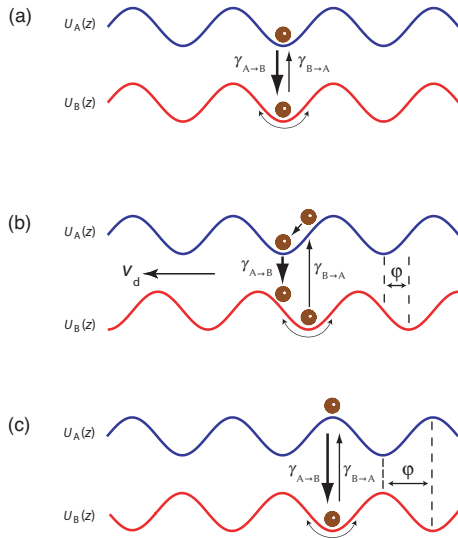 (a)
U_A(z)
γ_A→B γ_B→A
U_B(z)
(b)
U_A(z)
γ_A→B γ_B→A φ
V_d
U_B(z)
(c)
U_A(z)
γ_A→B γ_B→A φ
U_B(z)